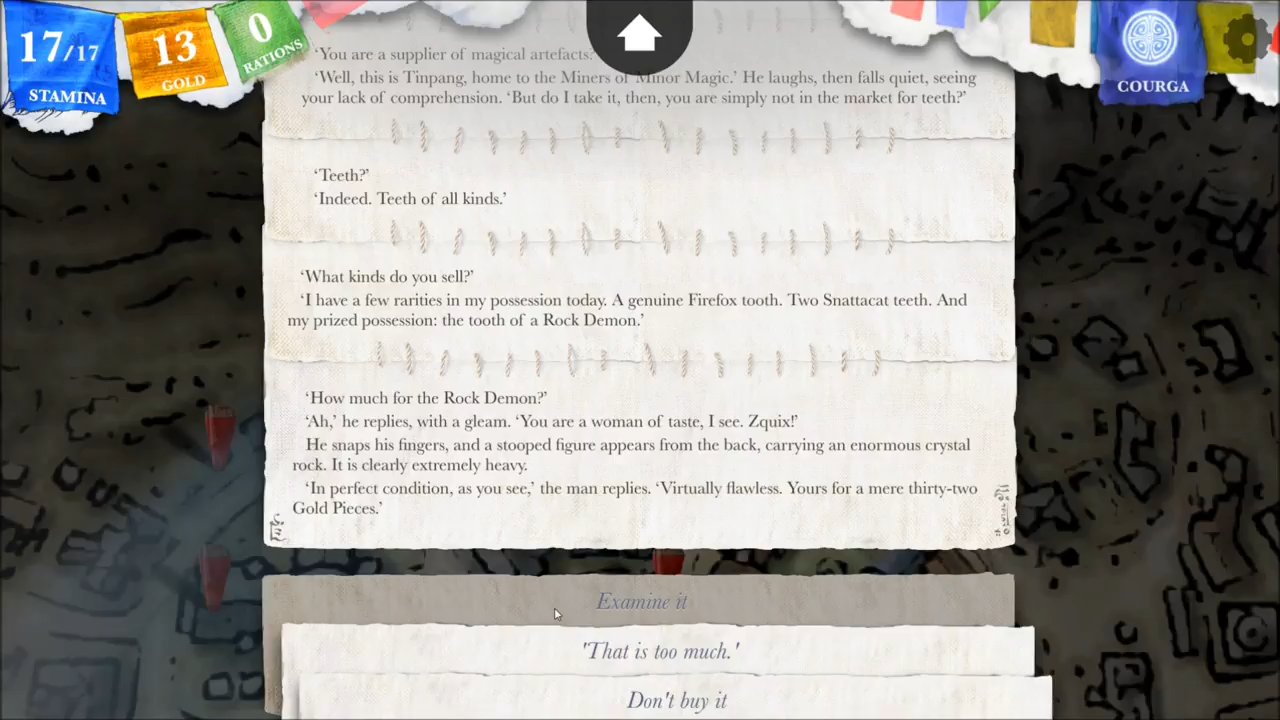 17/17
STAMINA
13
GOLD
0
RATIONS
COURGA
‘You are a supplier of magical artefacts?
‘Well, this is Tinpang, home to the Miners of Minor Magic.’ He laughs, then falls quiet, seeing
your lack of comprehension. ‘But do I take it, then, you are simply not in the market for teeth?’
‘Teeth?’
‘Indeed. Teeth of all kinds.’
‘What kinds do you sell?’
‘I have a few rarities in my possession today. A genuine Firefox tooth. Two Snattacat teeth. And
my prized possession: the tooth of a Rock Demon.’
‘How much for the Rock Demon?’
‘Ah,’ he replies, with a gleam. ‘You are a woman of taste, I see. Zquix!’
He snaps his fingers, and a stooped figure appears from the back, carrying an enormous crystal
rock. It is clearly extremely heavy.
‘In perfect condition, as you see,’ the man replies. ‘Virtually flawless. Yours for a mere thirty-two
Gold Pieces.’
Examine it
'That is too much.'
Don't buy it